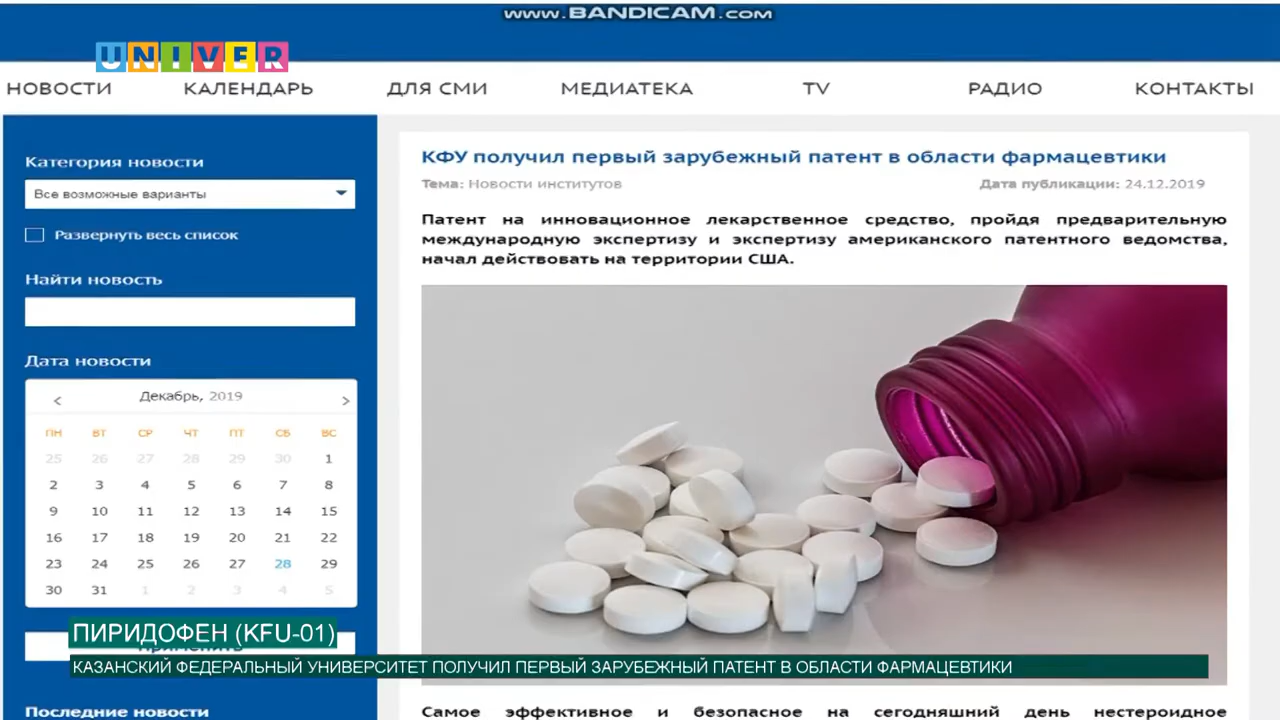 www.BANDICAM.com
UNIVER
НОВОСТИ КАЛЕНДАРЬ ДЛЯ СМИ МЕДИАТЕКА TV РАДИО КОНТАКТЫ
Категория новости
Все возможные варианты
Развернуть весь список
Найти новость
Дата новости
< Декабрь, 2019 >
ПН ВТ СР ЧТ ПТ СБ ВС
25 26 27 28 29 30 1
2 3 4 5 6 7 8
9 10 11 12 13 14 15
16 17 18 19 20 21 22
23 24 25 26 27 28 29
30 31 1 2 3 4 5
Применить
Последние новости
КФУ получил первый зарубежный патент в области фармацевтики
Тема: Новости институтов Дата публикации: 24.12.2019
Патент на инновационное лекарственное средство, пройдя предварительную
международную экспертизу и экспертизу американского патентного ведомства,
начал действовать на территории США.
Самое эффективное и безопасное на сегодняшний день нестероидное
ПИРИДОФЕН (KFU-01)
КАЗАНСКИЙ ФЕДЕРАЛЬНЫЙ УНИВЕРСИТЕТ ПОЛУЧИЛ ПЕРВЫЙ ЗАРУБЕЖНЫЙ ПАТЕНТ В ОБЛАСТИ ФАРМАЦЕВТИКИ